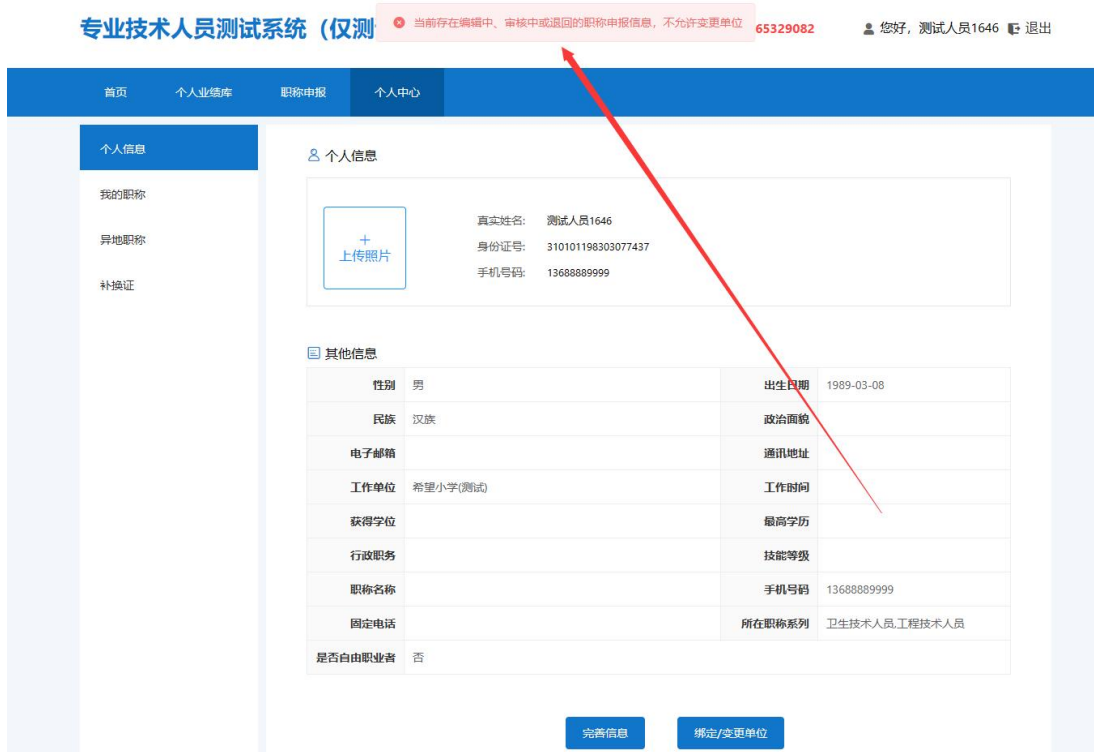 专业技术人员测试系统（仅测
当前存在编辑中、审核中或退回的职称申报信息，不允许变更单位
65329082
您好，测试人员1646 退出
首页 个人业绩库 职称申报 个人中心
个人信息
我的职称
异地职称
补换证
个人信息
上传照片
真实姓名: 测试人员1646
身份证号: 310101198303077437
手机号码: 13688889999
其他信息
性别 男 出生日期 1989-03-08
民族 汉族 政治面貌
电子邮箱 通讯地址
工作单位 希望小学(测试) 工作时间
获得学位 最高学历
行政职务 技能等级
职称名称 手机号码 13688889999
固定电话 所在职称系列 卫生技术人员,工程技术人员
是否自由职业者 否
完善信息 绑定/变更单位